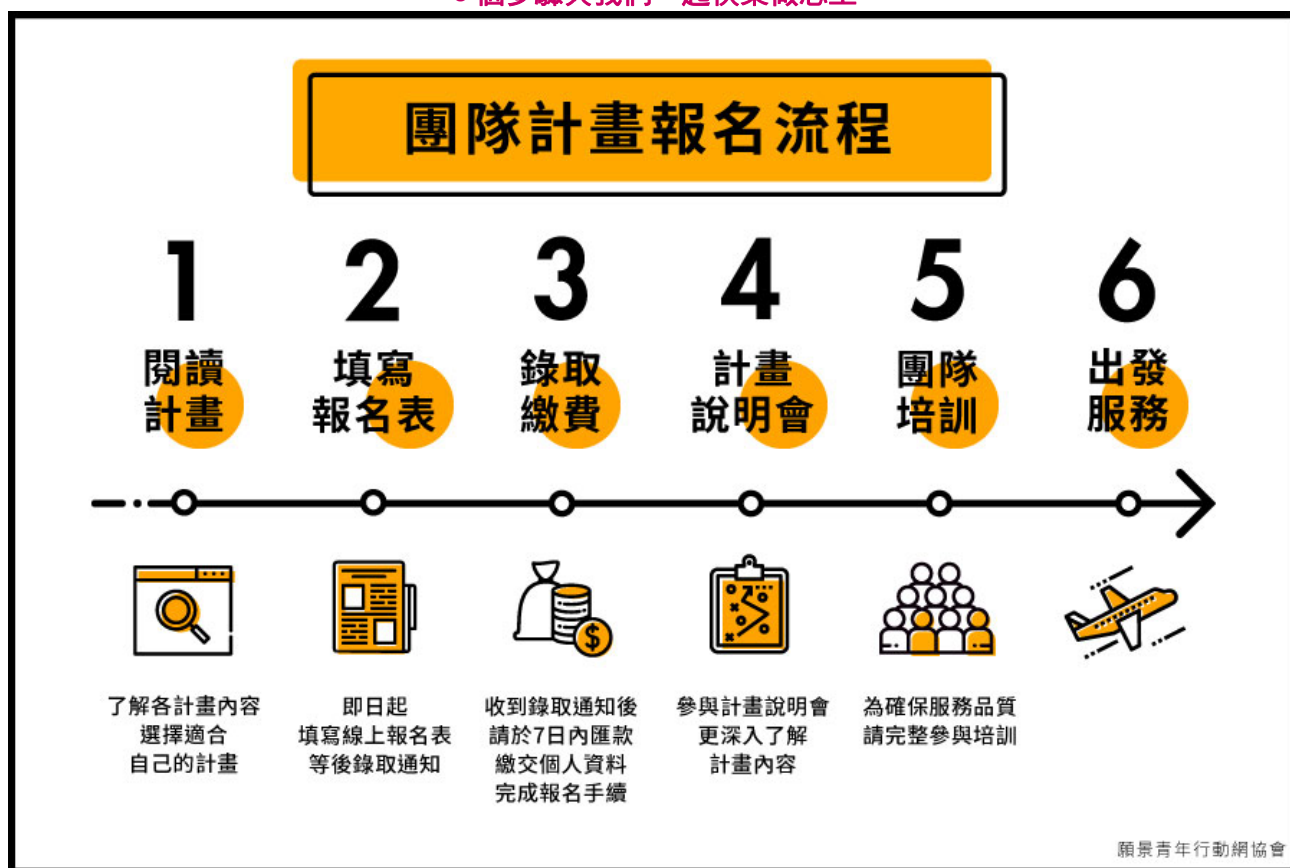 團隊計畫報名流程
1
閱讀
計畫
2
填寫
報名表
3
錄取
繳費
4
計畫
說明會
5
團隊
培訓
6
出發
服務
$
了解各計畫內容
選擇適合
自己的計畫
即日起
填寫線上報名表
等後錄取通知
收到錄取通知後
請於7日內匯款
繳交個人資料
完成報名手續
參與計畫說明會
更深入了解
計畫內容
為確保服務品質
請完整參與培訓
願景青年行動網協會